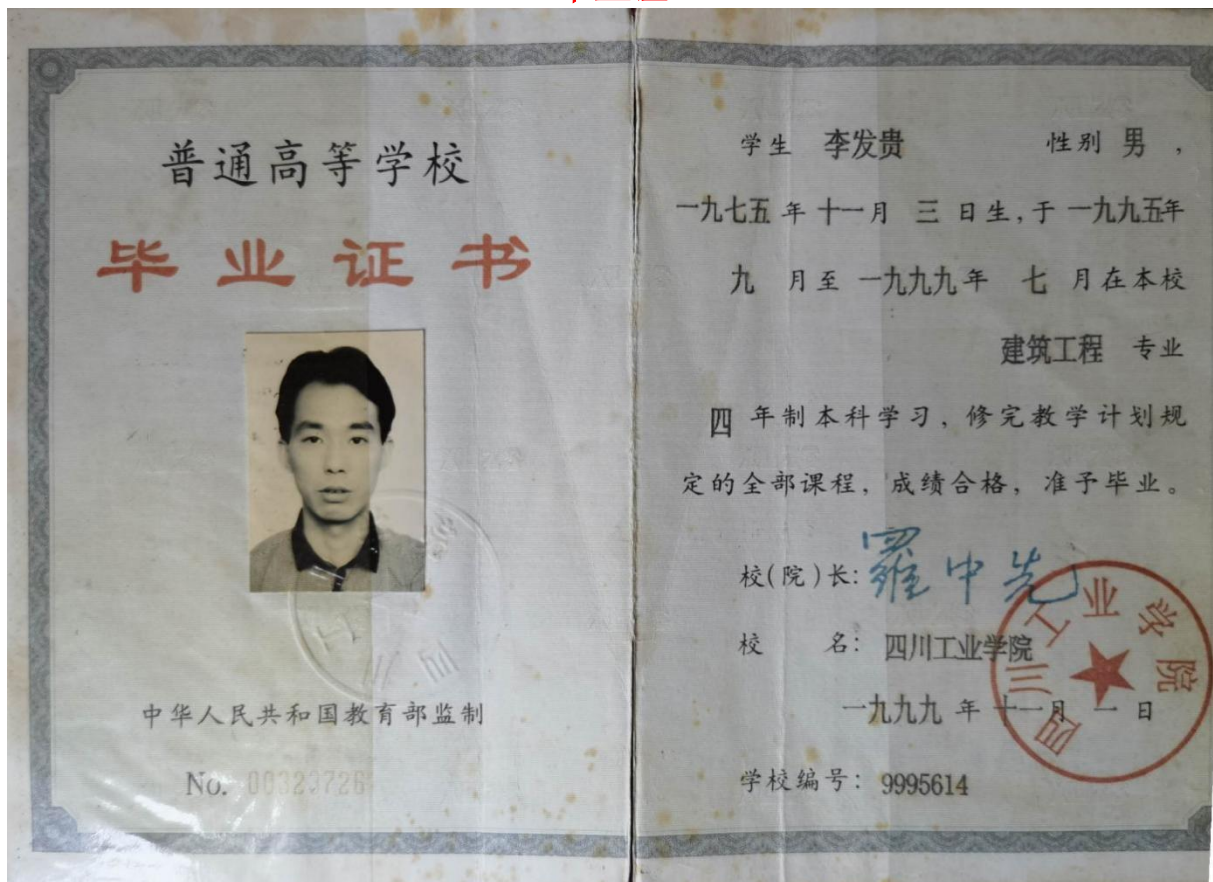 普通高等学校
毕业证书
中华人民共和国教育部监制
No. 00323726
学生 李发贵 性别 男，
一九七五年十一月 三 日生,于 一九九五年
九 月至 一九九九年 七 月在本校
建筑工程 专业
四 年制本科学习，修完教学计划规
定的全部课程，成绩合格，准予毕业。
校(院)长: 羅中先
校 名: 四川工业学院
一九九九 年 十一月 一 日
学校编号: 9995614
四川工业学院